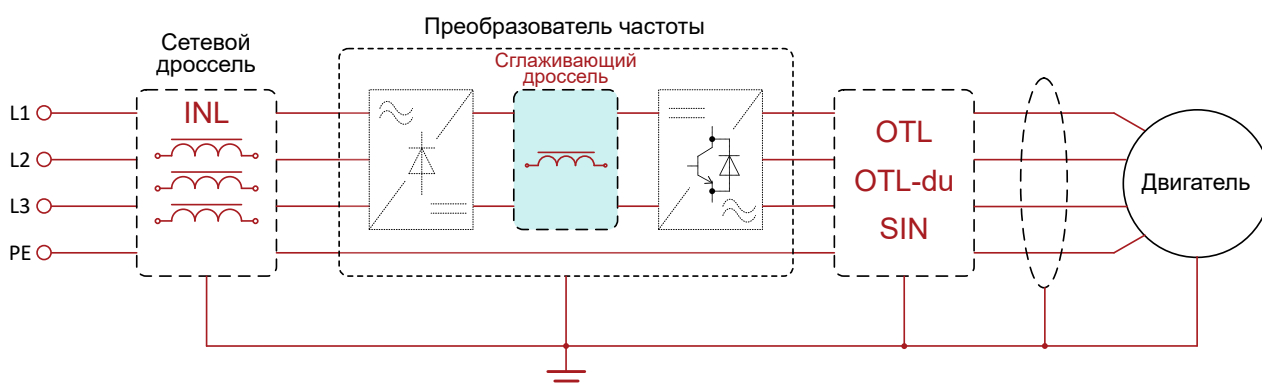 Преобразователь частоты
Сетевой
дроссель
Сглаживающий
дроссель
INL
L1
L2
L3
PE
OTL
OTL-du
SIN
Двигатель